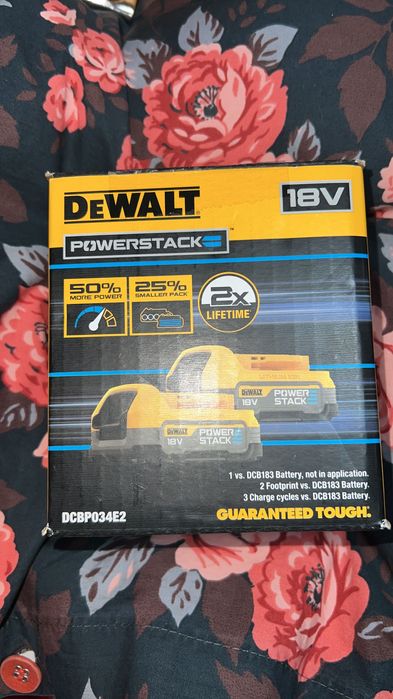 DEWALT
18V
POWERSTACK
™
50%
MORE POWER
25%
SMALLER PACK
2x
LIFETIME
DEWALT
18V
POWER
STACK
18V
POWER
STACK
1 vs. DCB183 Battery, not in application.
2 Footprint vs. DCB183 Battery.
3 Charge cycles vs. DCB183 Battery.
DCBP034E2
GUARANTEED TOUGH.